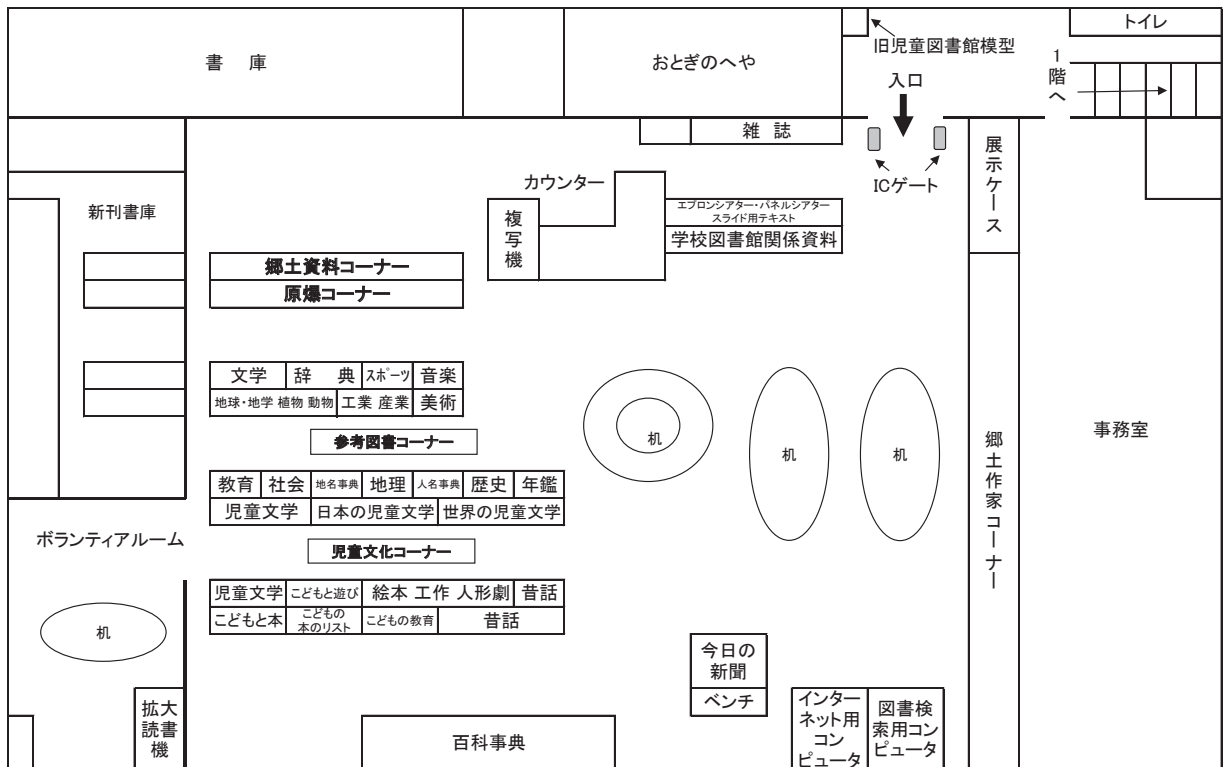 トイレ
旧児童図書館模型
書 庫
おとぎのへや
1
階
へ
入口
雑 誌
展
示
ケ
ー
ス
カウンター
ICゲート
新刊書庫
複
写
機
エプロンシアター・パネルシアター
スライド用テキスト
学校図書館関係資料
郷土資料コーナー
原爆コーナー
文学 辞 典 スポーツ 音楽
地球・地学 植物 動物 工業 産業 美術
参考図書コーナー
机
机
机
郷
土
作
家
コ
ー
ナ
ー
事務室
教育 社会 地名事典 地理 人名事典 歴史 年鑑
児童文学 日本の児童文学 世界の児童文学
ボランティアルーム
児童文化コーナー
児童文学 こどもと遊び 絵本 工作 人形劇 昔話
こどもと本 こどもの
本のリスト こどもの教育 昔話
机
今日の
新聞
ベンチ
拡大
読書
機
百科事典
インター
ネット用
コン
ピュータ
図書検
索用コン
ピュータ